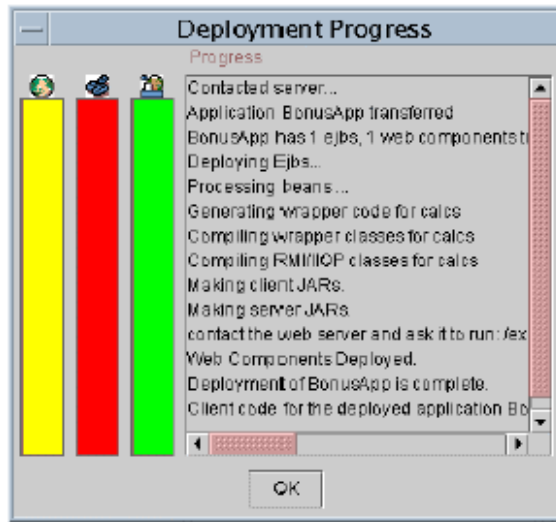 Deployment Progress
Progress
Contacted server...
Application BonusApp transferred
BonusApp has 1 ejbs, 1 web components t
Deploying Ejbs...
Processing beans...
Generating wrapper code for calcs
Compiling wrapper classes for calcs
Compiling RMI/IIOP classes for calcs
Making client JARs.
Making server JARs.
contact the web server and ask it to run: /ex
Web Components Deployed.
Deployment of BonusApp is complete.
Client code for the deployed application Bo
OK